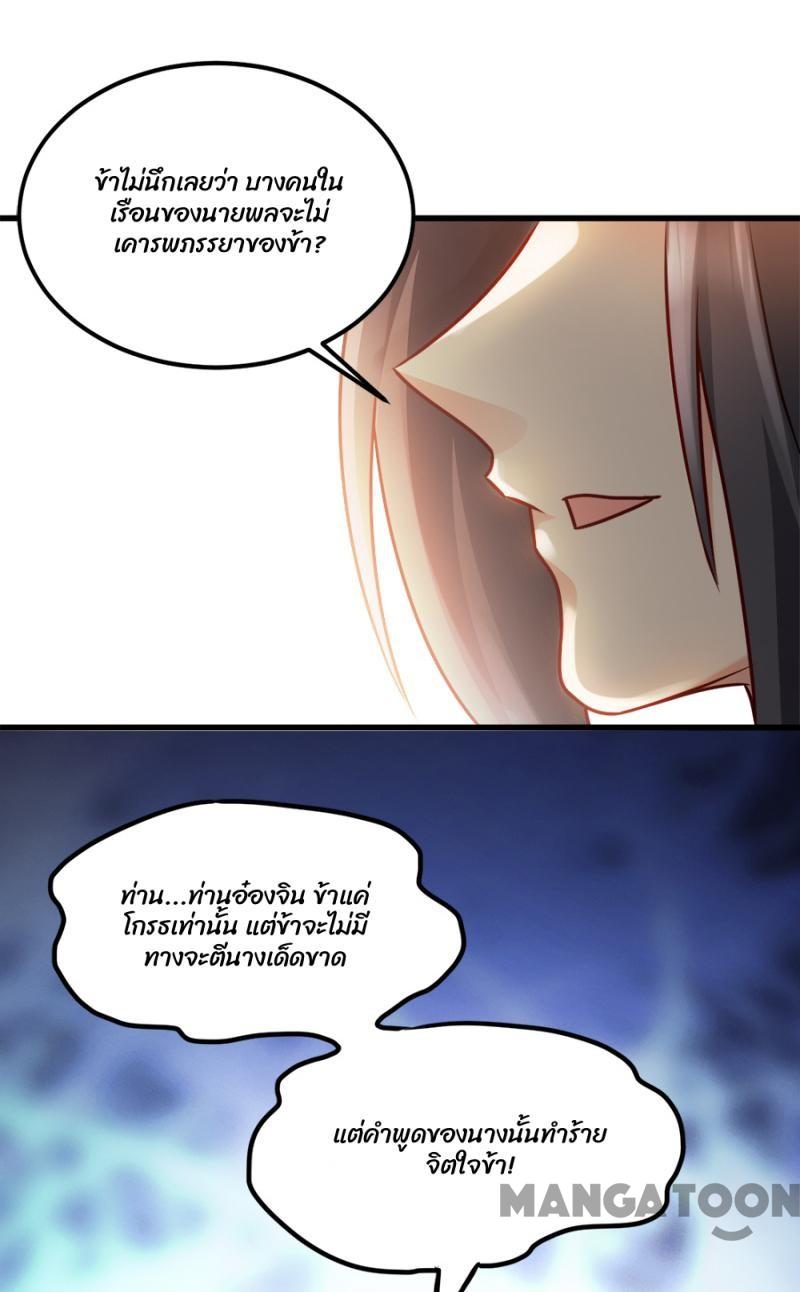 ข้าไม่นึกเลยว่า บางคนใน
เรือนของนายพลจะไม่
เคารพภรรยาของข้า?
ท่าน...ท่านอ๋องจิน ข้าแค่
โกรธเท่านั้น แต่ข้าจะไม่มี
ทางจะตีนางเด็ดขาด
แต่คำพูดของนางนั้นทำร้าย
จิตใจข้า!
MANGATOON